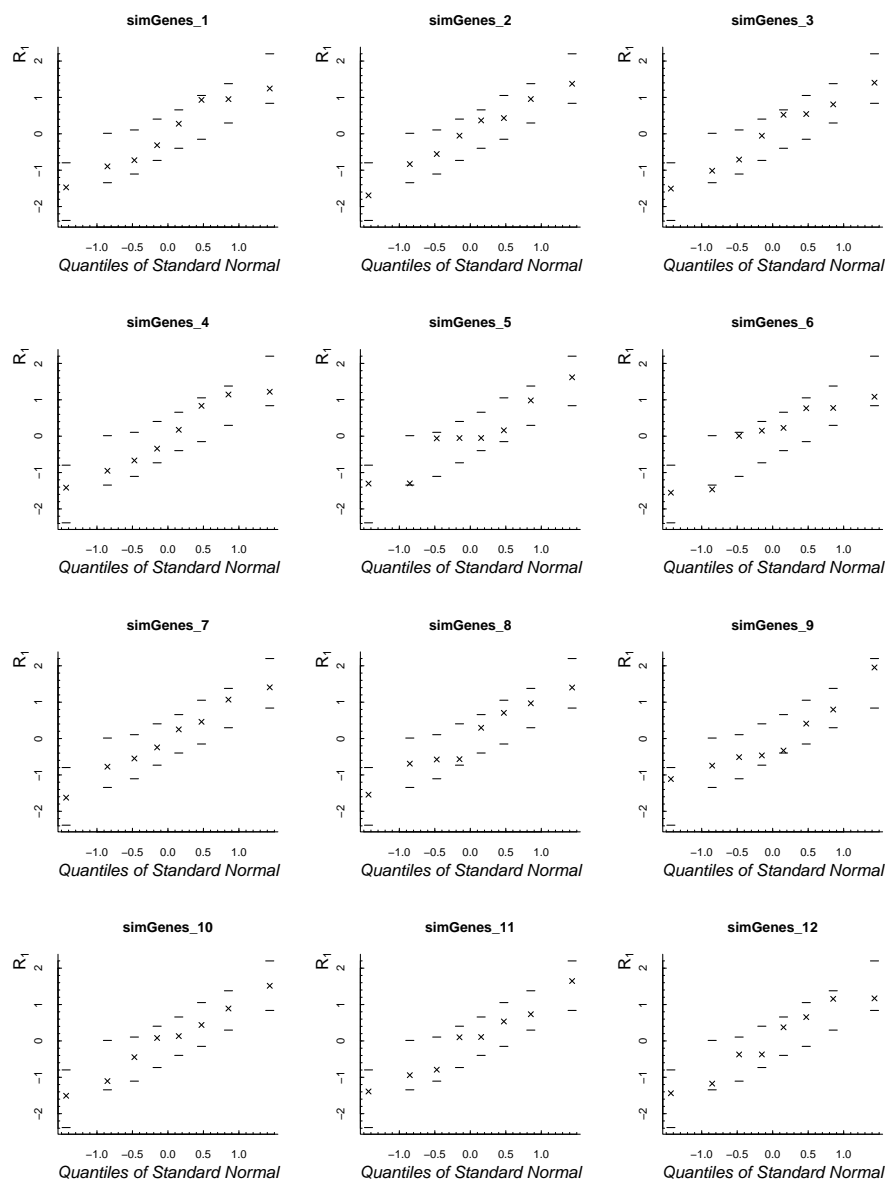 simGenes_1 simGenes_2 simGenes_3
R1 R1 R1
2 2 2
1 1 1
0 0 0
−1 −1 −1
−2 −2 −2
−1.0 −0.5 0.0 0.5 1.0 −1.0 −0.5 0.0 0.5 1.0 −1.0 −0.5 0.0 0.5 1.0
Quantiles of Standard Normal Quantiles of Standard Normal Quantiles of Standard Normal
simGenes_4 simGenes_5 simGenes_6
R1 R1 R1
2 2 2
1 1 1
0 0 0
−1 −1 −1
−2 −2 −2
−1.0 −0.5 0.0 0.5 1.0 −1.0 −0.5 0.0 0.5 1.0 −1.0 −0.5 0.0 0.5 1.0
Quantiles of Standard Normal Quantiles of Standard Normal Quantiles of Standard Normal
simGenes_7 simGenes_8 simGenes_9
R1 R1 R1
2 2 2
1 1 1
0 0 0
−1 −1 −1
−2 −2 −2
−1.0 −0.5 0.0 0.5 1.0 −1.0 −0.5 0.0 0.5 1.0 −1.0 −0.5 0.0 0.5 1.0
Quantiles of Standard Normal Quantiles of Standard Normal Quantiles of Standard Normal
simGenes_10 simGenes_11 simGenes_12
R1 R1 R1
2 2 2
1 1 1
0 0 0
−1 −1 −1
−2 −2 −2
−1.0 −0.5 0.0 0.5 1.0 −1.0 −0.5 0.0 0.5 1.0 −1.0 −0.5 0.0 0.5 1.0
Quantiles of Standard Normal Quantiles of Standard Normal Quantiles of Standard Normal